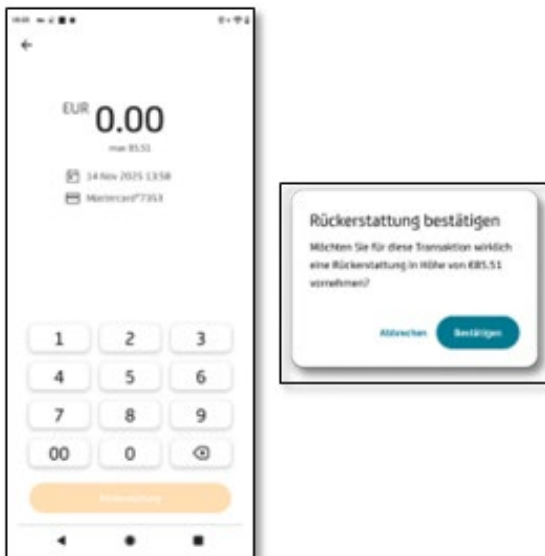 EUR 0.00
max 85.51
14 Nov 2025 13:58
Mastercard*7353
1 2 3
4 5 6
7 8 9
00 0
Rückerstattung bestätigen
Möchten Sie für diese Transaktion wirklich
eine Rückerstattung in Höhe von €85.51
vornehmen?
Abbrechen Bestätigen